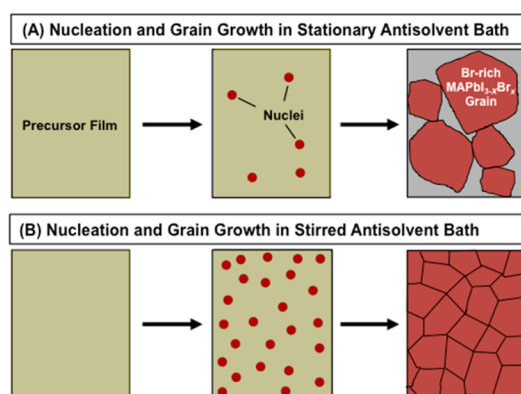 (A) Nucleation and Grain Growth in Stationary Antisolvent Bath
Precursor Film
Nuclei
Br-rich
MAPbI₃₋ₓBrₓ
Grain
(B) Nucleation and Grain Growth in Stirred Antisolvent Bath